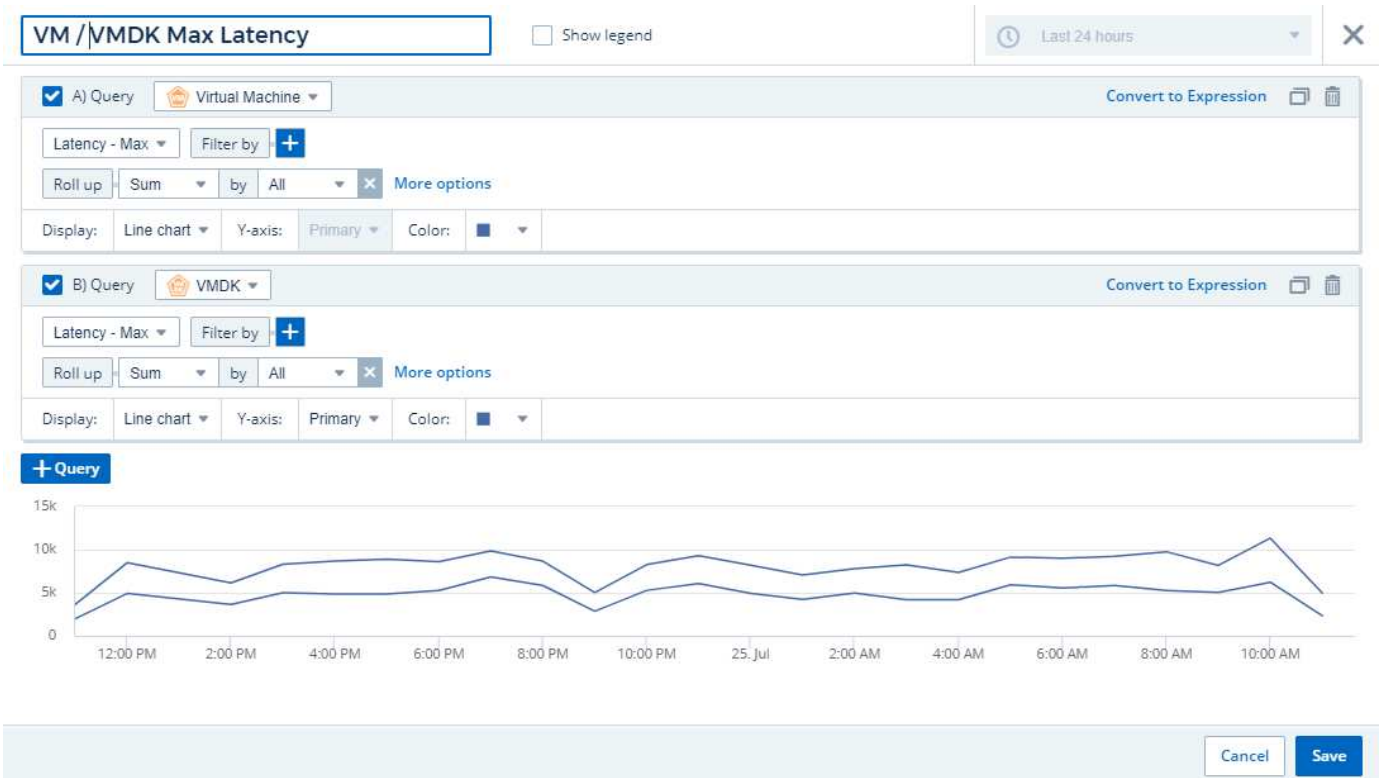 VM / VMDK Max Latency Show legend Last 24 hours
A) Query Virtual Machine Convert to Expression
Latency - Max Filter by +
Roll up Sum by All More options
Display: Line chart Y-axis: Primary Color:
B) Query VMDK Convert to Expression
Latency - Max Filter by +
Roll up Sum by All More options
Display: Line chart Y-axis: Primary Color:
+ Query
15k
10k
5k
0
12:00 PM 2:00 PM 4:00 PM 6:00 PM 8:00 PM 10:00 PM 25. Jul 2:00 AM 4:00 AM 6:00 AM 8:00 AM 10:00 AM
Cancel Save